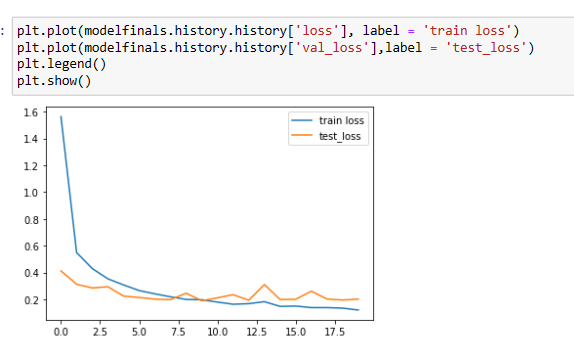 :
plt.plot(modelfinals.history.history['loss'], label = 'train loss')
plt.plot(modelfinals.history.history['val_loss'],label = 'test_loss')
plt.legend()
plt.show()
train loss
test_loss
1.6
1.4
1.2
1.0
0.8
0.6
0.4
0.2
0.0 2.5 5.0 7.5 10.0 12.5 15.0 17.5